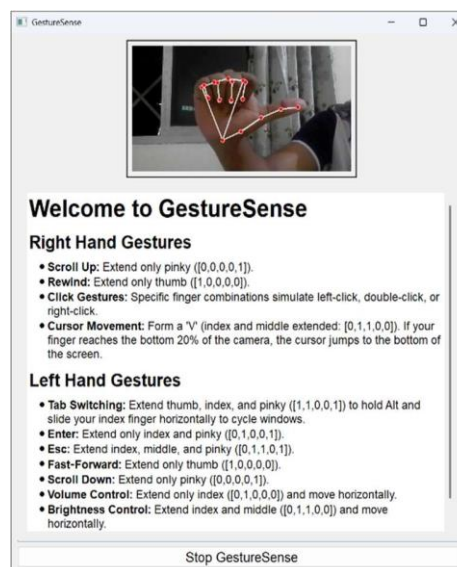 GestureSense
Welcome to GestureSense
Right Hand Gestures
• Scroll Up: Extend only pinky ([0,0,0,0,1]).
• Rewind: Extend only thumb ([1,0,0,0,0]).
• Click Gestures: Specific finger combinations simulate left-click, double-click, or
right-click.
• Cursor Movement: Form a 'V' (index and middle extended: [0,1,1,0,0]). If your
finger reaches the bottom 20% of the camera, the cursor jumps to the bottom of
the screen.
Left Hand Gestures
• Tab Switching: Extend thumb, index, and pinky ([1,1,0,0,1]) to hold Alt and
slide your index finger horizontally to cycle windows.
• Enter: Extend only index and pinky ([0,1,0,0,1]).
• Esc: Extend index, middle, and pinky ([0,1,1,0,1]).
• Fast-Forward: Extend only thumb ([1,0,0,0,0]).
• Scroll Down: Extend only pinky ([0,0,0,0,1]).
• Volume Control: Extend only index ([0,1,0,0,0]) and move horizontally.
• Brightness Control: Extend index and middle ([0,1,1,0,0]) and move
horizontally.
Stop GestureSense